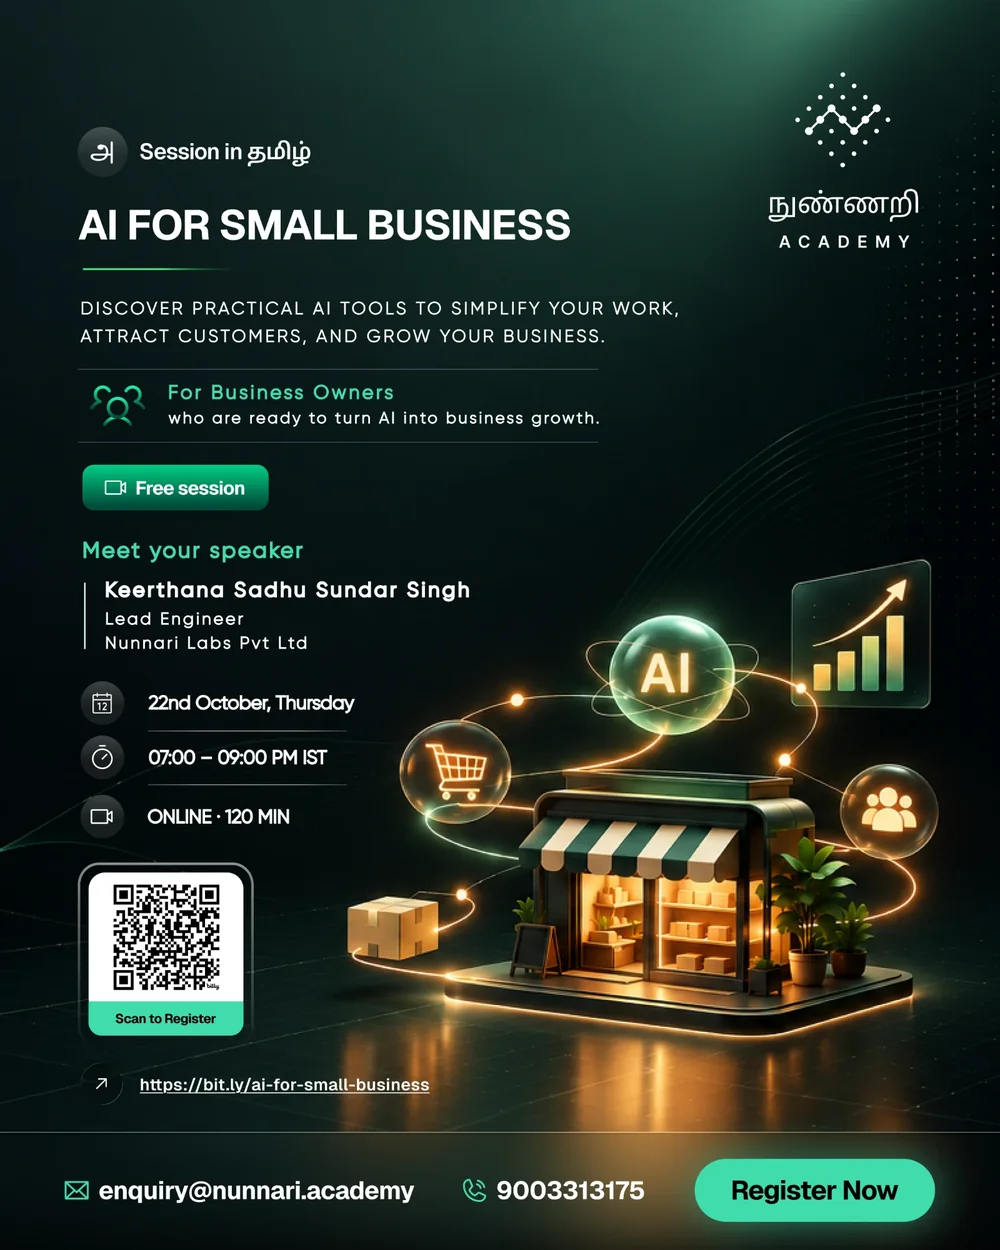 அ Session in தமிழ்
நுண்ணறி
ACADEMY
AI FOR SMALL BUSINESS
DISCOVER PRACTICAL AI TOOLS TO SIMPLIFY YOUR WORK,
ATTRACT CUSTOMERS, AND GROW YOUR BUSINESS.
For Business Owners
who are ready to turn AI into business growth.
Free session
Meet your speaker
Keerthana Sadhu Sundar Singh
Lead Engineer
Nunnari Labs Pvt Ltd
AI
12 22nd October, Thursday
07:00 – 09:00 PM IST
ONLINE · 120 MIN
bitly
Scan to Register
https://bit.ly/ai-for-small-business
enquiry@nunnari.academy 9003313175 Register Now